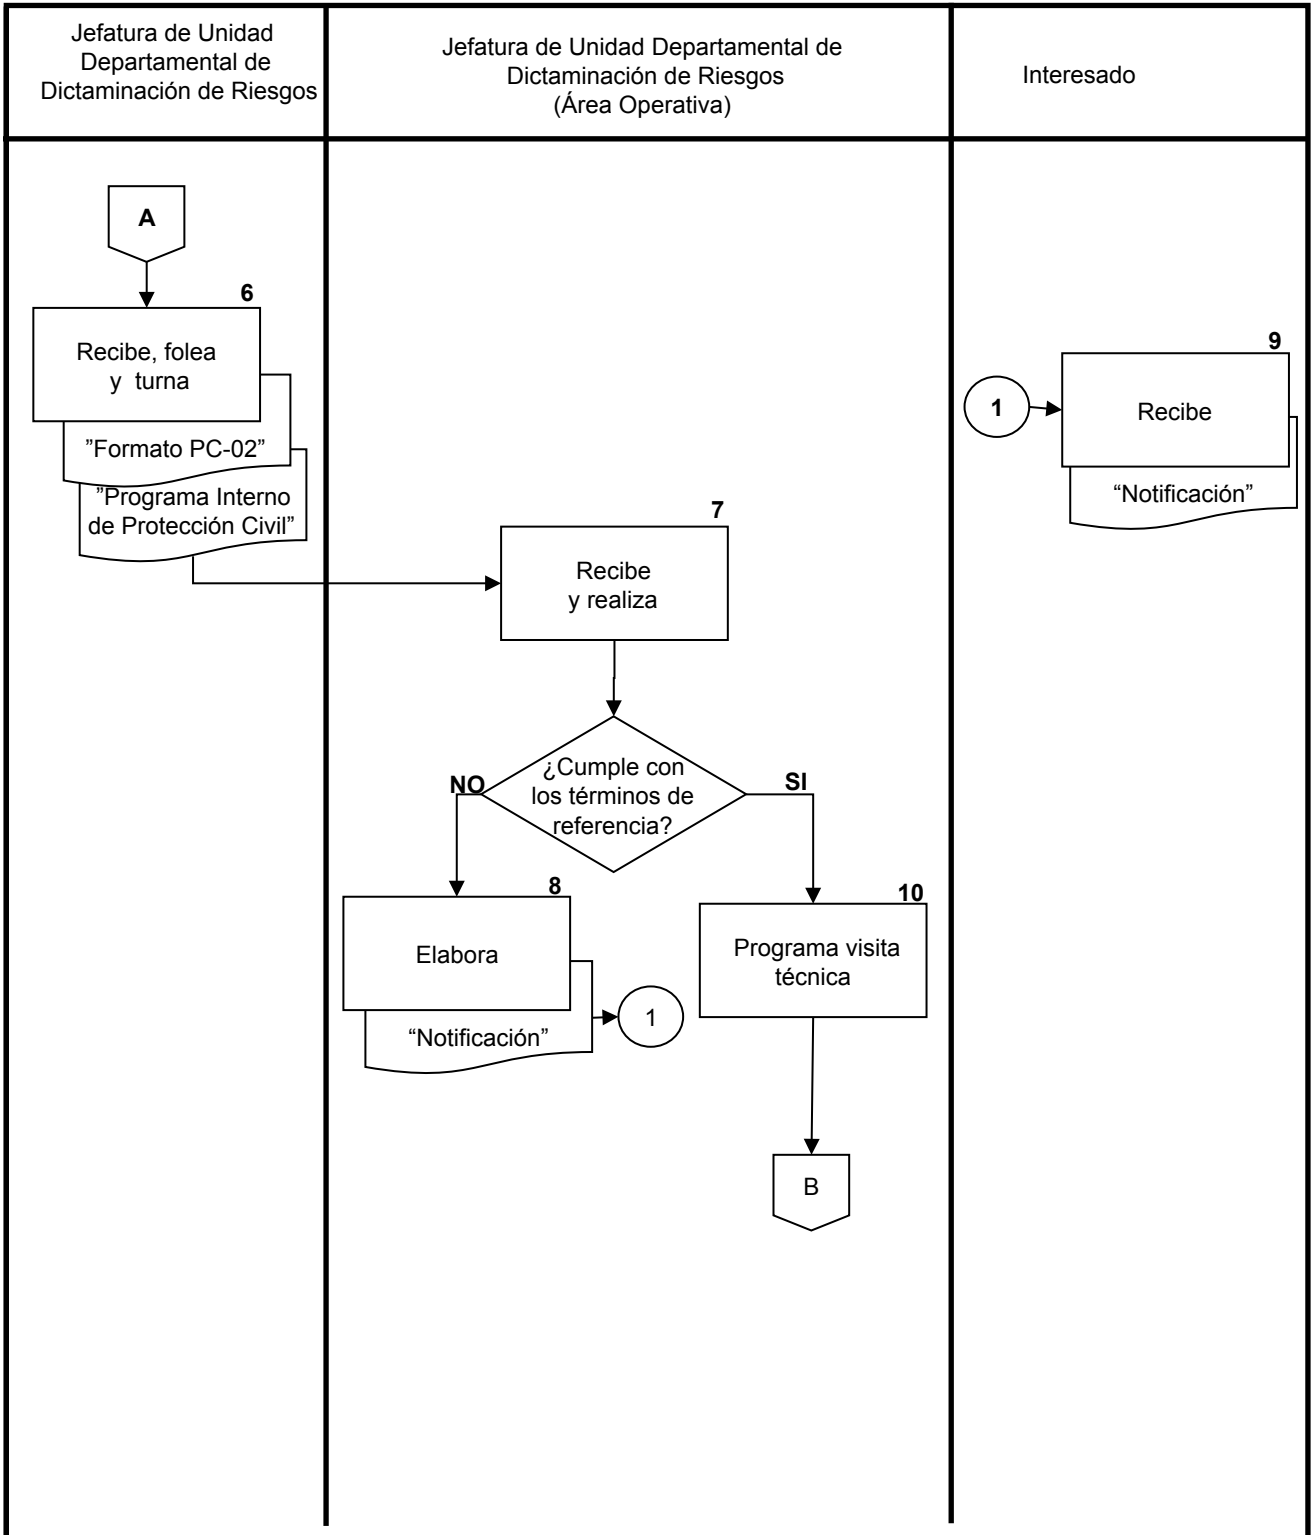 Jefatura de Unidad
Departamental de
Dictaminación de Riesgos
Jefatura de Unidad Departamental de
Dictaminación de Riesgos
(Área Operativa)
Interesado
A
6
Recibe, folea
y turna
”Formato PC-02”
”Programa Interno
de Protección Civil”
7
Recibe
y realiza
¿Cumple con
los términos de
referencia?
NO
SI
8
Elabora
“Notificación”
1
10
Programa visita
técnica
B
1
9
Recibe
“Notificación”